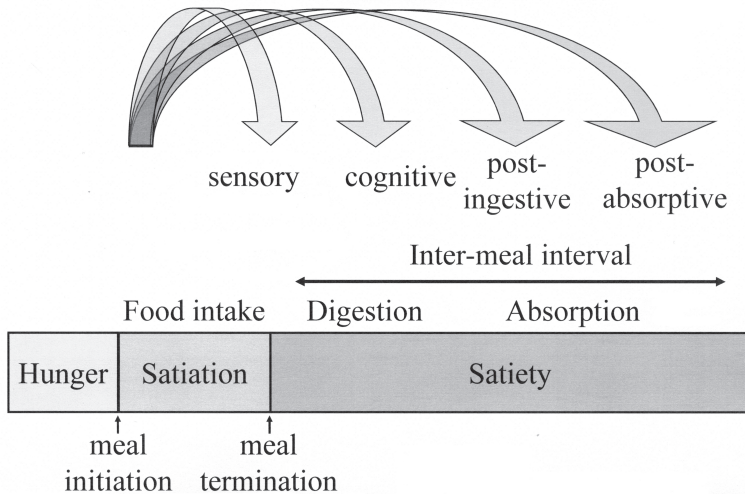 sensory
cognitive
post-
ingestive
post-
absorptive
Inter-meal interval
Food intake
Digestion
Absorption
Hunger
Satiation
Satiety
meal
initiation
meal
termination